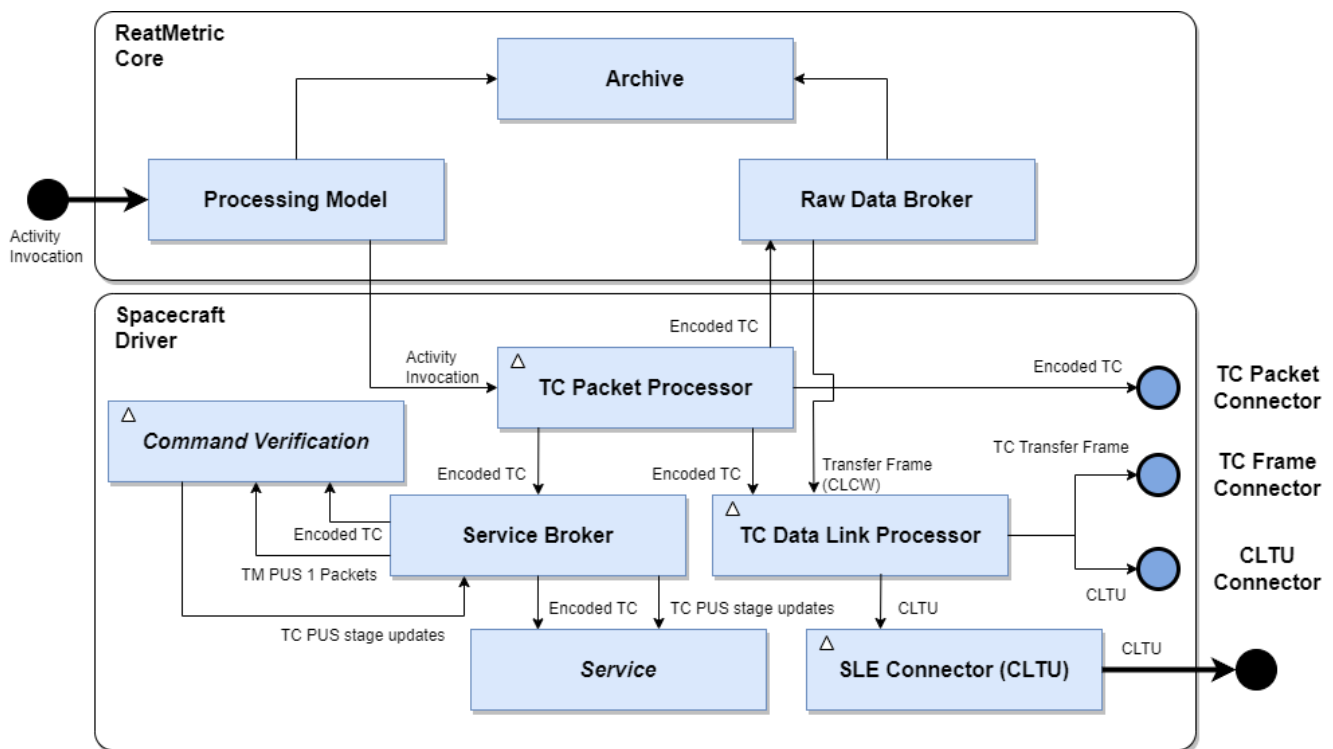 ReatMetric
Core
Archive
Processing Model
Raw Data Broker
Activity
Invocation
Spacecraft
Driver
Encoded TC
Activity
Invocation
TC Packet Processor
Encoded TC
TC Packet
Connector
Command Verification
Encoded TC
Encoded TC
Transfer Frame
(CLCW)
TC Transfer Frame
TC Frame
Connector
Service Broker
TC Data Link Processor
Encoded TC
TM PUS 1 Packets
CLTU
Connector
CLTU
TC PUS stage updates
Encoded TC
TC PUS stage updates
CLTU
Service
SLE Connector (CLTU)
CLTU